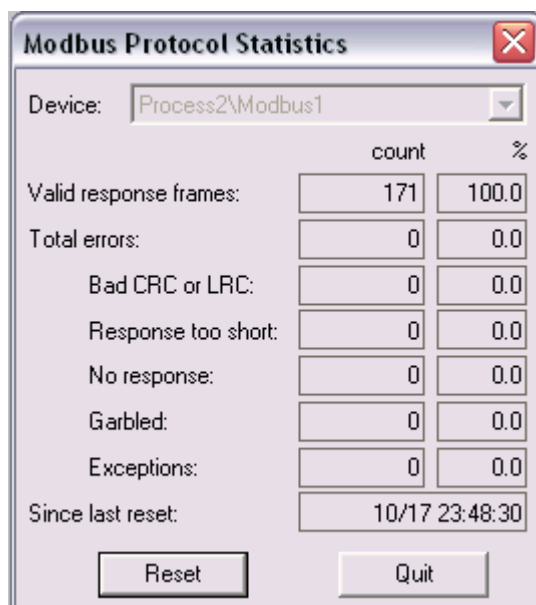 Modbus Protocol Statistics
Device: Process2\Modbus1
count %
Valid response frames: 171 100.0
Total errors: 0 0.0
Bad CRC or LRC: 0 0.0
Response too short: 0 0.0
No response: 0 0.0
Garbled: 0 0.0
Exceptions: 0 0.0
Since last reset: 10/17 23:48:30
Reset Quit